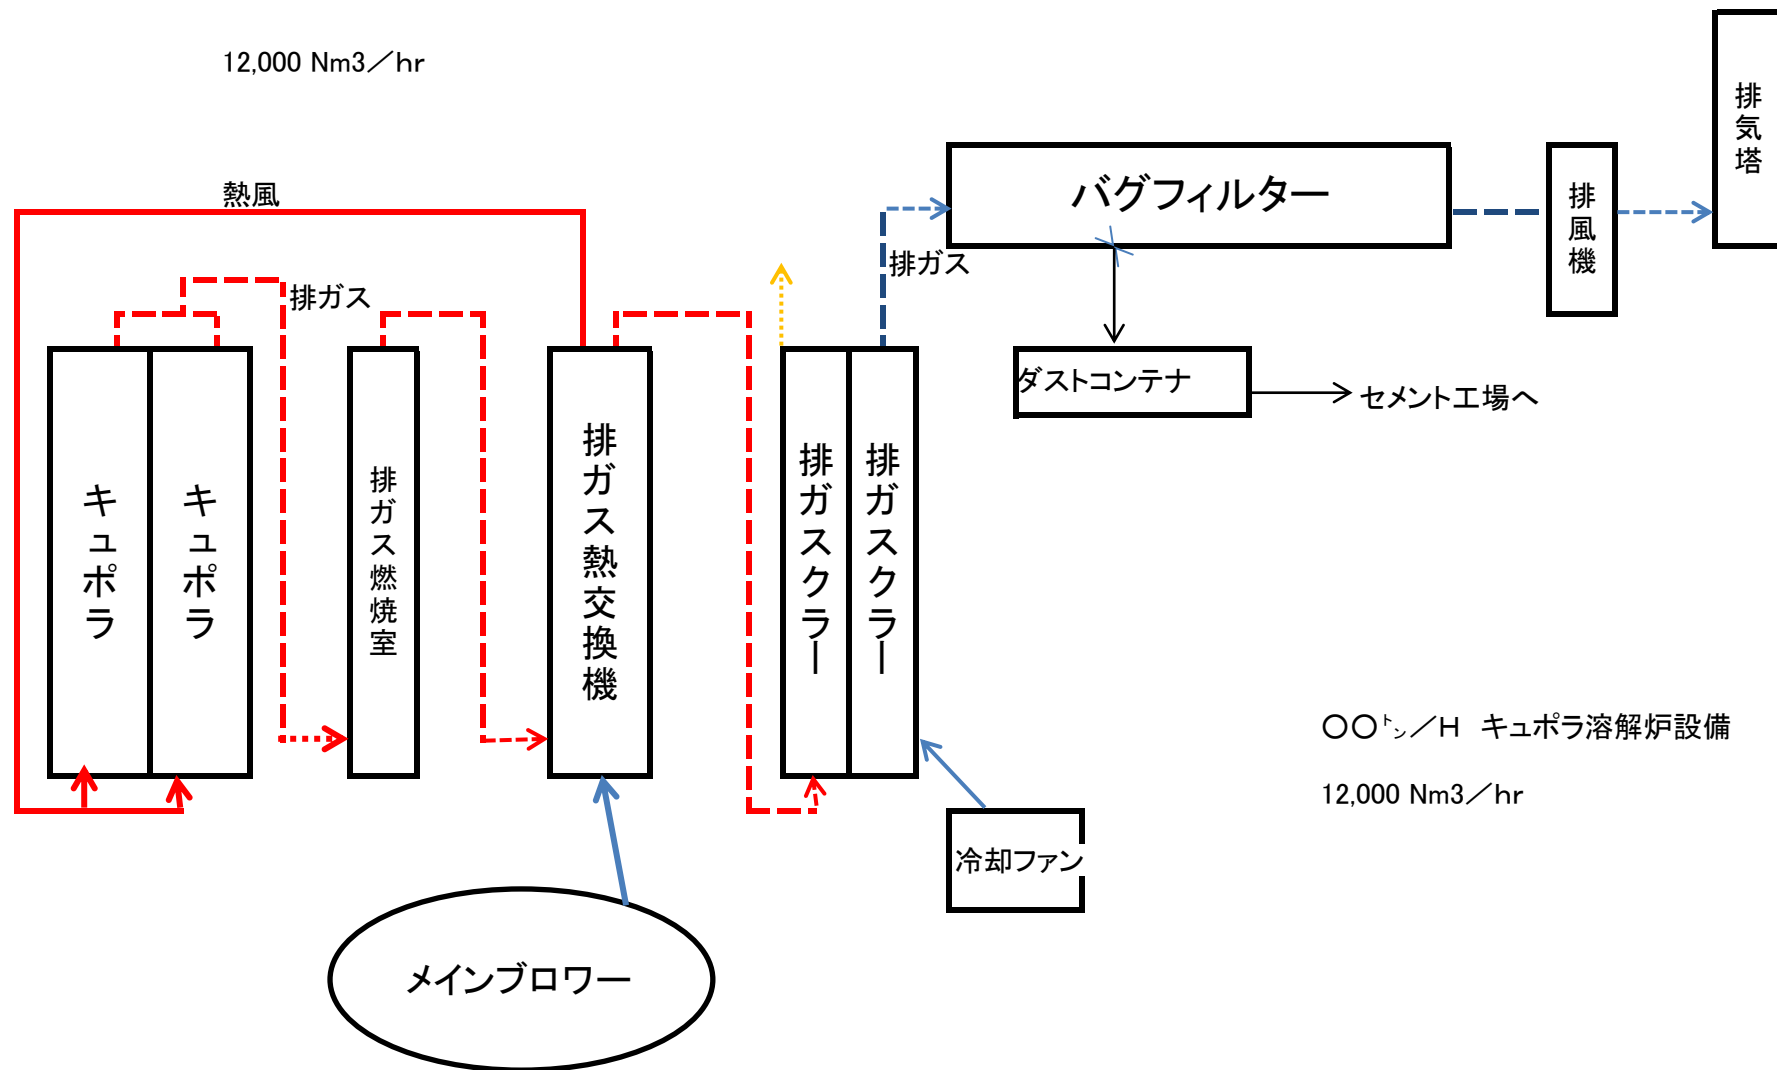 12,000 Nm3／hr
排気塔
バグフィルター
排風機
熱風
排ガス
排ガス
ダストコンテナ
セメント工場へ
キュポラ
キュポラ
排ガス燃焼室
排ガス熱交換機
排ガスクラー
排ガスクラー
〇〇㌧／H　キュポラ溶解炉設備
12,000 Nm3／hr
冷却ファン
メインブロワー